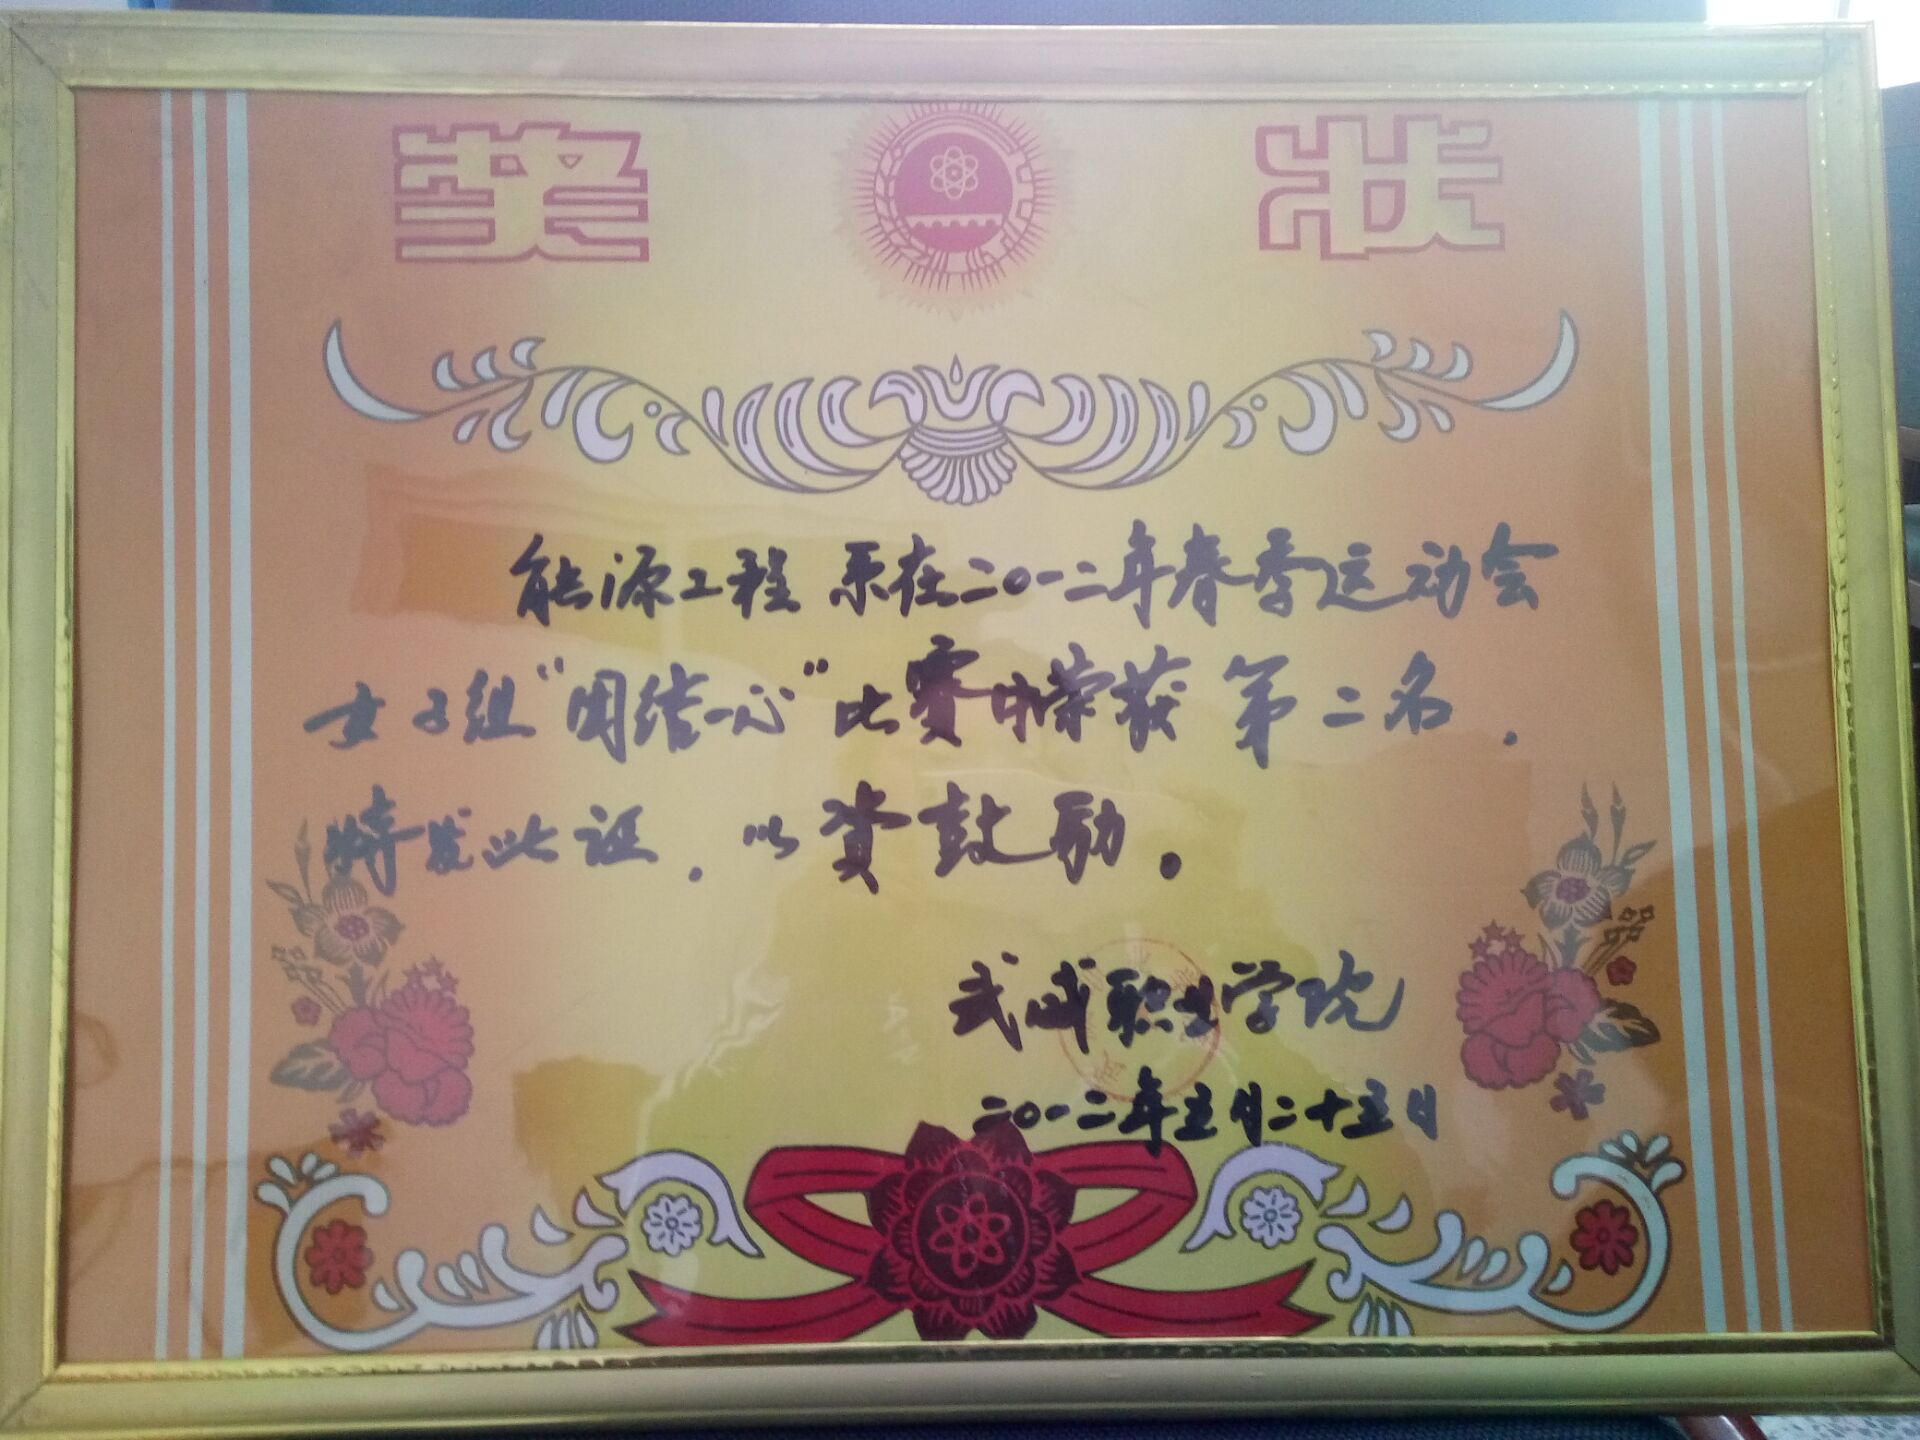 奖状
能源工程系在二〇一二年春季运动会
女子组“团结一心”比赛中荣获第二名，
特发此证，以资鼓励。
武威职业学院
二〇一二年五月二十五日